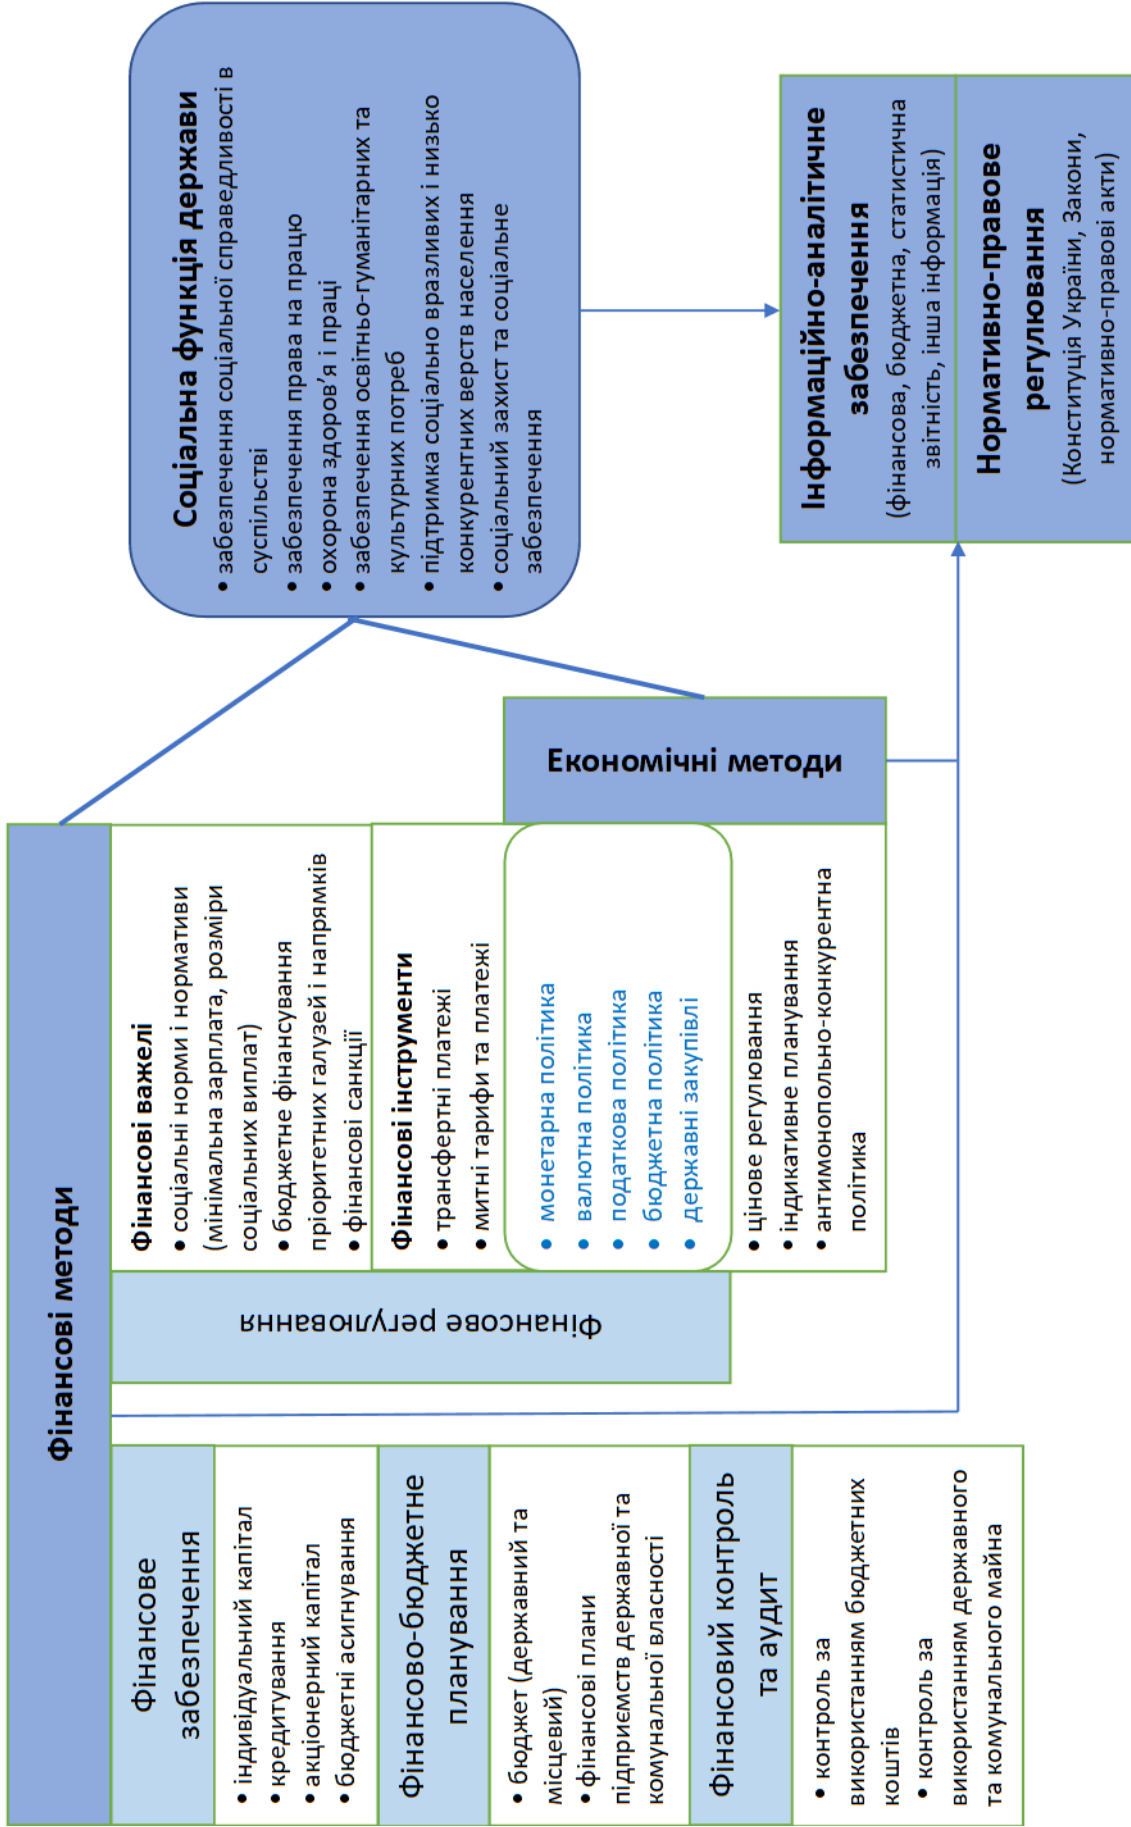 Фінансові методи
Фінансове
забезпечення
• індивідуальний капітал
• кредитування
• акціонерний капітал
• бюджетні асигнування
Фінансово-бюджетне
планування
• бюджет (державний та
місцевий)
• фінансові плани
підприємств державної та
комунальної власності
Фінансовий контроль
та аудит
• контроль за
використанням бюджетних
коштів
• контроль за
використанням державного
та комунального майна
Фінансове регулювання
Фінансові важелі
• соціальні норми і нормативи
(мінімальна зарплата, розміри
соціальних виплат)
• бюджетне фінансування
пріоритетних галузей і напрямків
• фінансові санкції
Фінансові інструменти
• трансфертні платежі
• митні тарифи та платежі
• монетарна політика
• валютна політика
• податкова політика
• бюджетна політика
• державні закупівлі
• цінове регулювання
• індикативне планування
• антимопольно-конкурентна
політика
Економічні методи
Соціальна функція держави
• забезпечення соціальної справедливості в
суспільстві
• забезпечення права на працю
• охорона здоров’я і праці
• забезпечення освітньо-гуманітарних та
культурних потреб
• підтримка соціально вразливих і низько
конкурентних верств населення
• соціальний захист та соціальне
забезпечення
Інформаційно-аналітичне
забезпечення
(фінансова, бюджетна, статистична
звітність, інша інформація)
Нормативно-правове
регулювання
(Конституція України, Закони,
нормативно-правові акти)